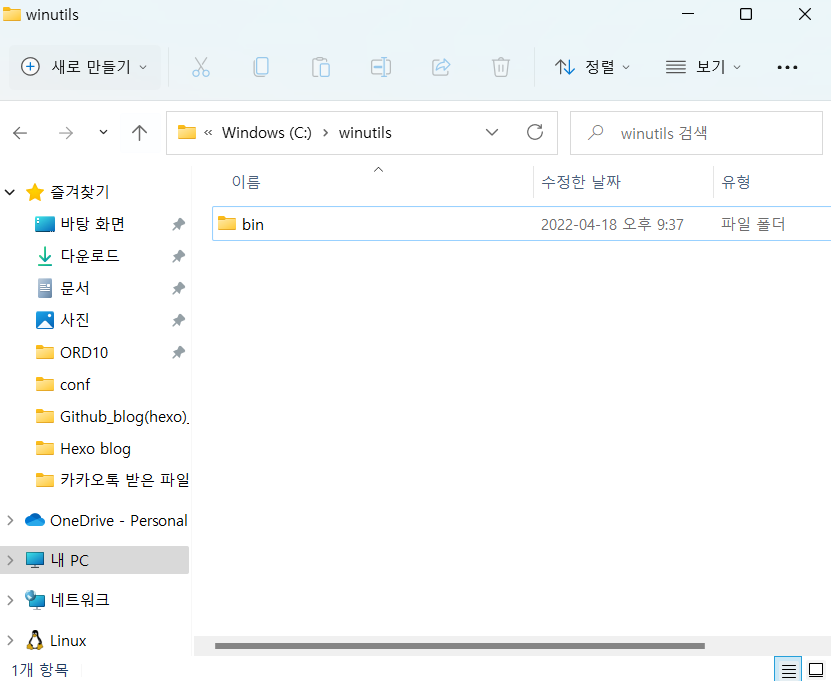 winutils
새로 만들기
정렬
보기
« Windows (C:) > winutils
winutils 검색
이름 수정한 날짜 유형
bin 2022-04-18 오후 9:37 파일 폴더
즐겨찾기
바탕 화면
다운로드
문서
사진
ORD10
conf
Github_blog(hexo)_
Hexo blog
카카오톡 받은 파일
OneDrive - Personal
내 PC
네트워크
Linux
1개 항목